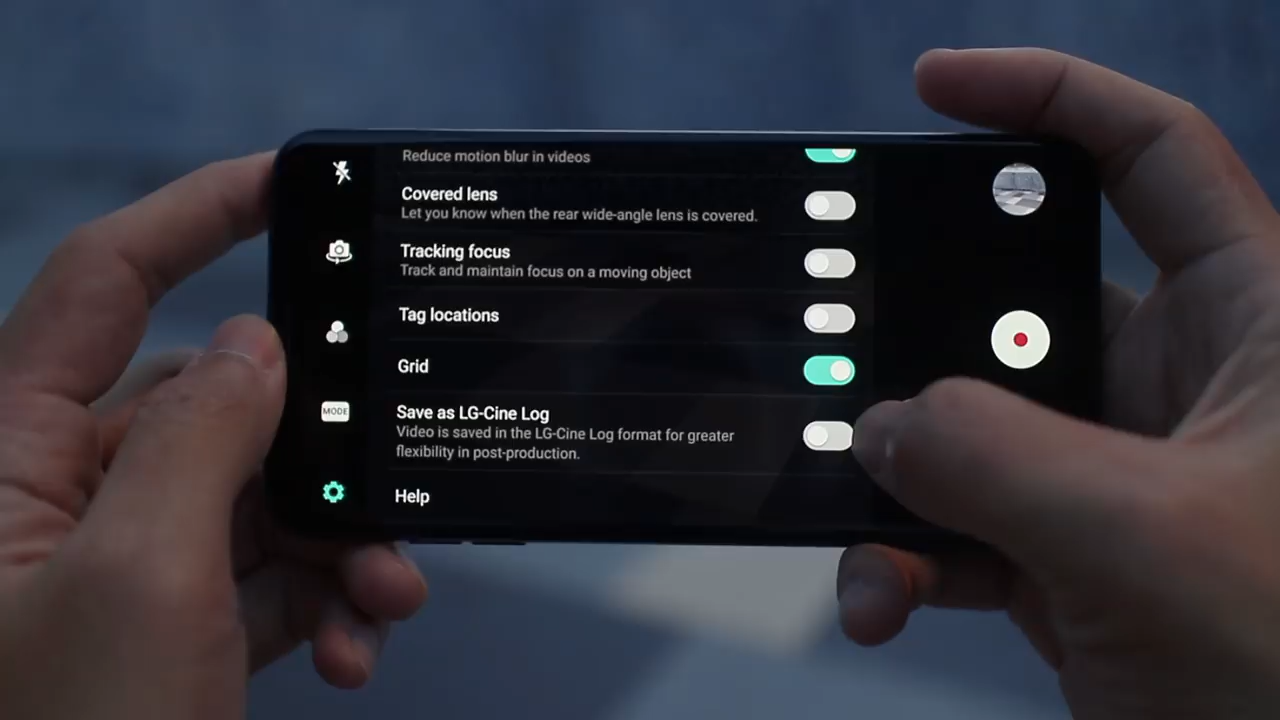 Reduce motion blur in videos
Covered lens
Let you know when the rear wide-angle lens is covered.
Tracking focus
Track and maintain focus on a moving object
Tag locations
Grid
MODE
Save as LG-Cine Log
Video is saved in the LG-Cine Log format for greater
flexibility in post-production.
Help